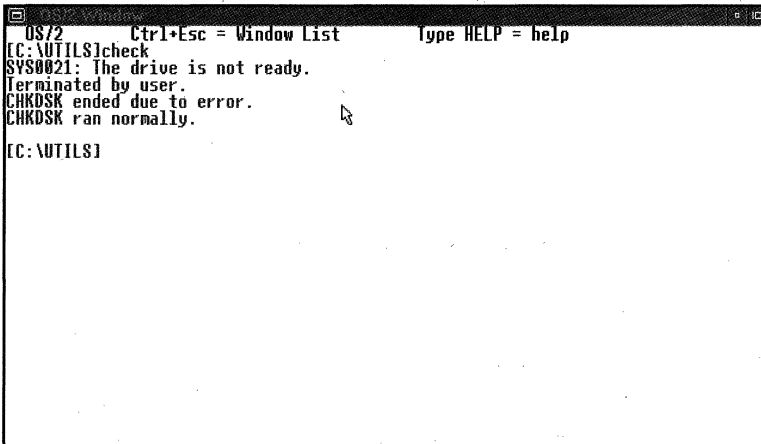 OS/2 Window
OS/2 Ctrl+Esc = Window List Type HELP = help
[C:\UTILS]check
SYS0021: The drive is not ready.
Terminated by user.
CHKDSK ended due to error.
CHKDSK ran normally.
[C:\UTILS]